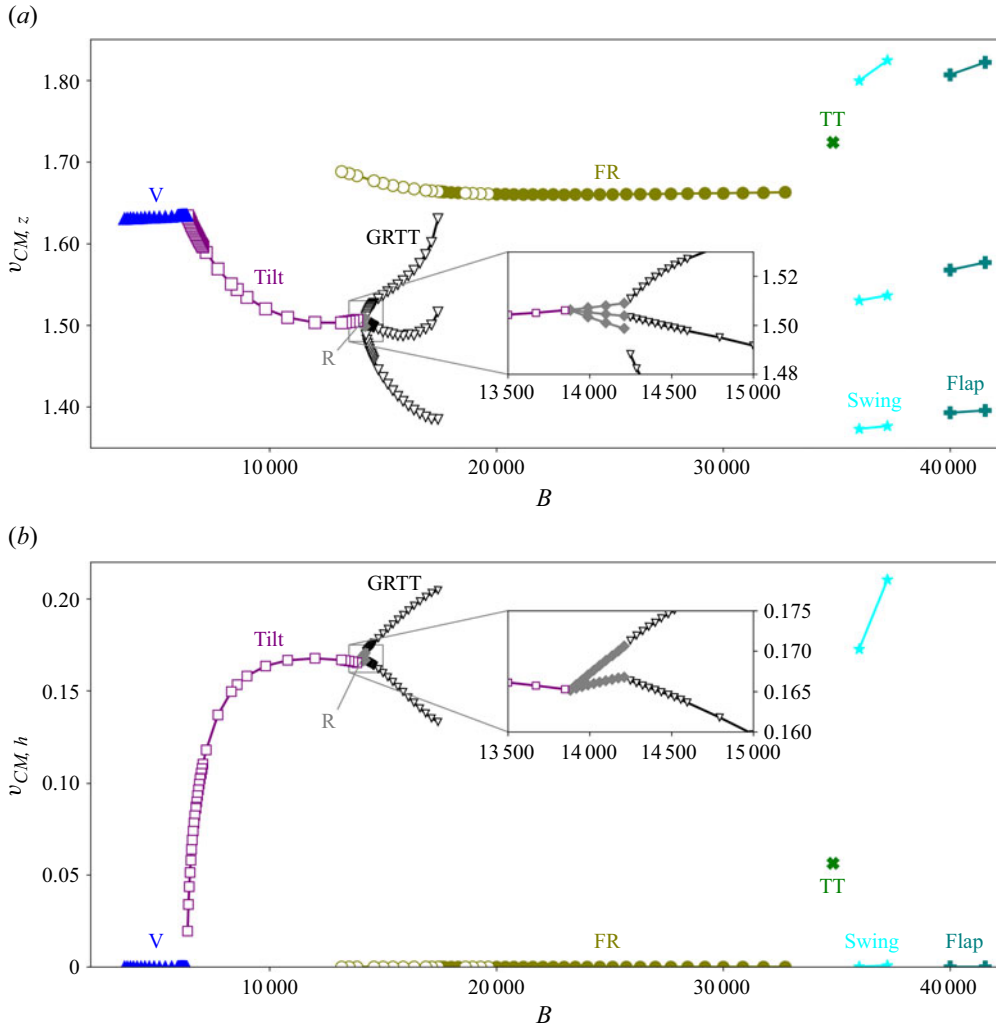 (a)
1.80
1.70
1.60
1.50
1.40
v_{CM, z}
V
Tilt
R
GRTT
FR
TT
Swing
Flap
1.52
1.50
1.48
13 500
14 000
14 500
15 000
10 000
20 000
30 000
40 000
B
(b)
0.20
0.15
0.10
0.05
0
v_{CM, h}
V
Tilt
R
GRTT
FR
TT
Swing
Flap
0.175
0.170
0.165
0.160
13 500
14 000
14 500
15 000
10 000
20 000
30 000
40 000
B